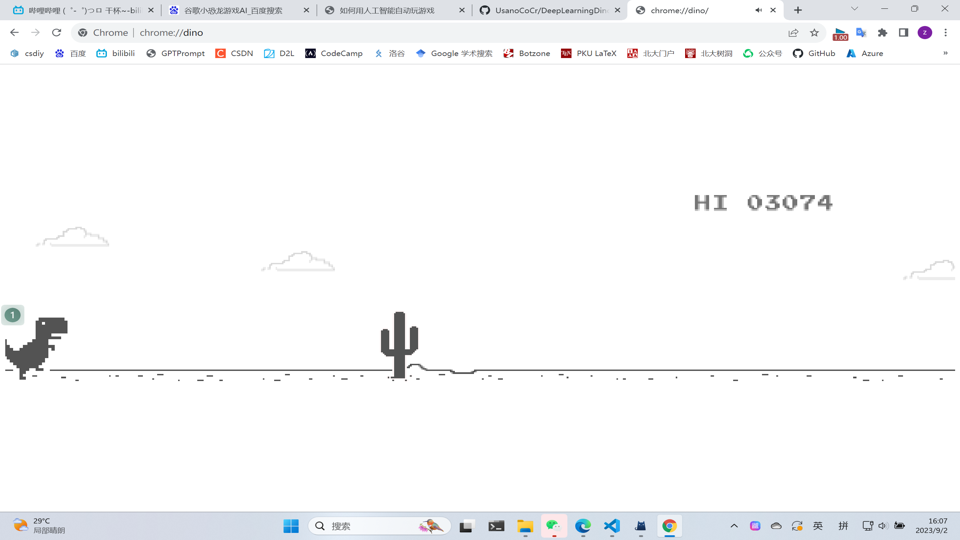 哔哩哔哩 (゜-゜)つロ 干杯~-bili
谷歌小恐龙游戏AI_百度搜索
如何用人工智能自动玩游戏
UsanoCoCr/DeepLearningDin
chrome://dino/
Chrome | chrome://dino
1.00
z
csdiy
百度
bilibili
GPTPrompt
CSDN
D2L
CodeCamp
洛谷
Google 学术搜索
Botzone
PKU LaTeX
北大门户
北大树洞
公众号
GitHub
Azure
»
HI 03074
1
29°C
局部晴朗
搜索
英
拼
16:07
2023/9/2